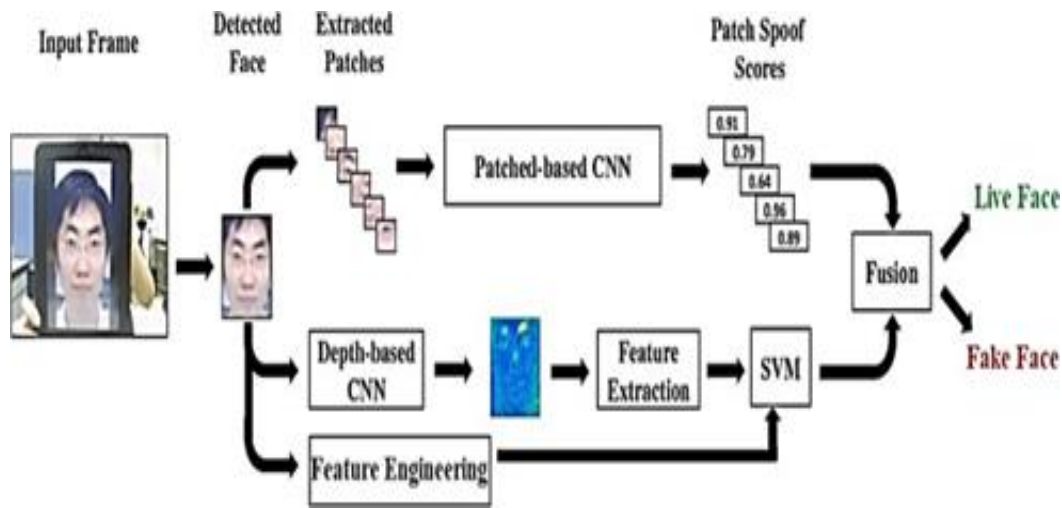 Input Frame
Detected
Face
Extracted
Patches
Patch Spoof
Scores
Patched-based CNN
0.91
0.79
0.64
0.96
0.89
Live Face
Fusion
Fake Face
Depth-based
CNN
Feature
Extraction
SVM
Feature Engineering